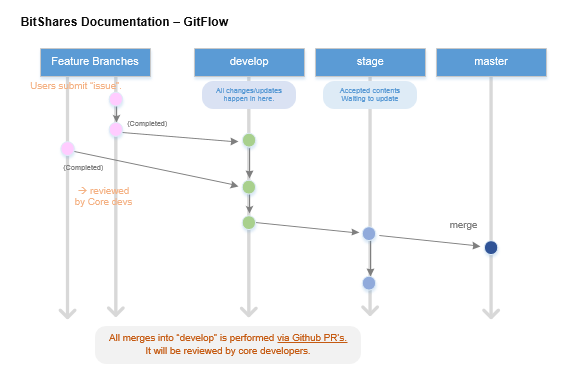 BitShares Documentation – GitFlow
Feature Branches
develop
stage
master
Users submit "issue".
All changes/updates
happen in here.
Accepted contents
Waiting to update
(Completed)
(Completed)
→ reviewed
by Core devs
merge
All merges into "develop" is performed via Github PR's.
It will be reviewed by core developers.